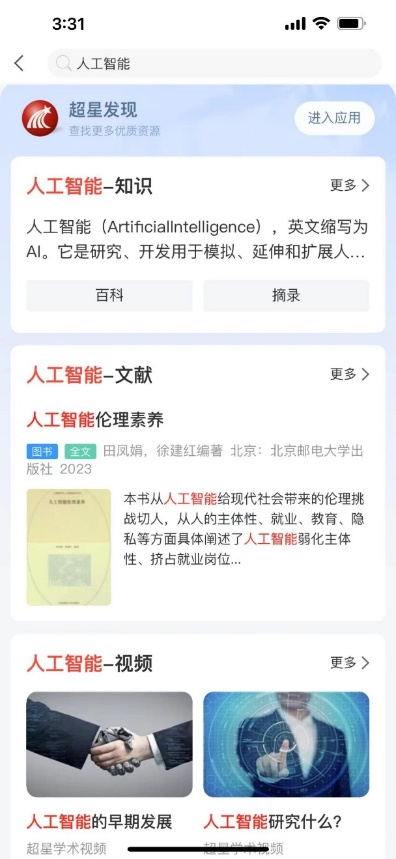 3:31
人工智能
超星发现
查找更多优质资源
进入应用
人工智能-知识
更多
人工智能（ArtificialIntelligence），英文缩写为
AI。它是研究、开发用于模拟、延伸和扩展人...
百科
摘录
人工智能-文献
更多
人工智能伦理素养
图书 全文 田凤娟，徐建红编著 北京：北京邮电大学出
版社 2023
人工智能伦理素养
本书从人工智能给现代社会带来的伦理挑
战切人，从人的主体性、就业、教育、隐
私等方面具体阐述了人工智能弱化主体
性、挤占就业岗位...
人工智能-视频
更多
人工智能的早期发展
人工智能研究什么?
超星学术视频
超星学术视频